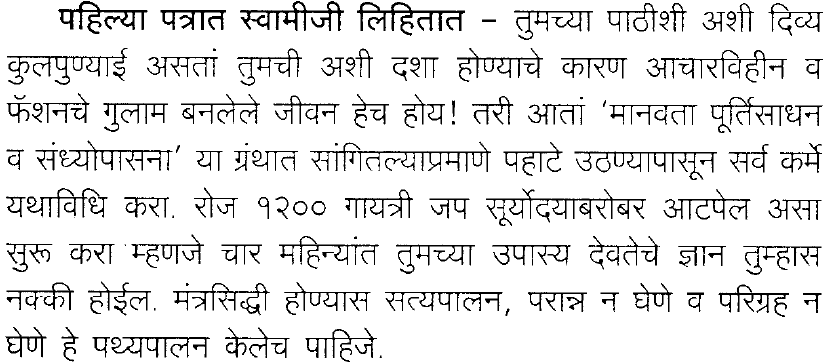 पहिल्या पत्रात स्वामीजी लिहितात – तुमच्या पाठीशी अशी दिव्य
कुलपुण्याई असतां तुमची अशी दशा होण्याचे कारण आचारविहीन व
फॅशनचे गुलाम बनलेले जीवन हेच होय! तरी आतां ‘मानवता पूर्तिसाधन
व संध्योपासना’ या ग्रंथात सांगितल्याप्रमाणे पहाटे उठण्यापासून सर्व कर्मे
यथाविधि करा. रोज १२०० गायत्री जप सूर्योदयाबरोबर आटपेल असा
सुरू करा म्हणजे चार महिन्यांत तुमच्या उपास्य देवतेचे ज्ञान तुम्हास
नक्की होईल. मंत्रसिद्धी होण्यास सत्यपालन, परान्न न घेणे व परिग्रह न
घेणे हे पथ्यपालन केलेच पाहिजे.